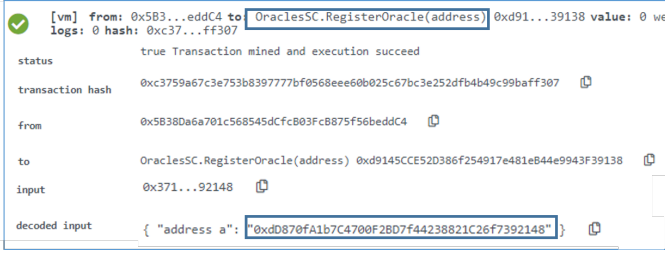 [vm] from: 0x5B3...eddC4 to: OraclesSC.RegisterOracle(address) 0xd91...39138 value: 0 we
logs: 0 hash: 0xc37...ff307
status true Transaction mined and execution succeed
transaction hash 0xc3759a67c3e753b8397777bf0568eee60b025c67bc3e252dfb4b49c99baff307
from 0x5B38Da6a701c568545dCfcB03FcB875f56beddC4
to OraclesSC.RegisterOracle(address) 0xd9145CCE52D386f254917e481eB44e9943F39138
input 0x371...92148
decoded input { "address a": "0xdD870fA1b7C4700F2BD7f44238821C26f7392148" }